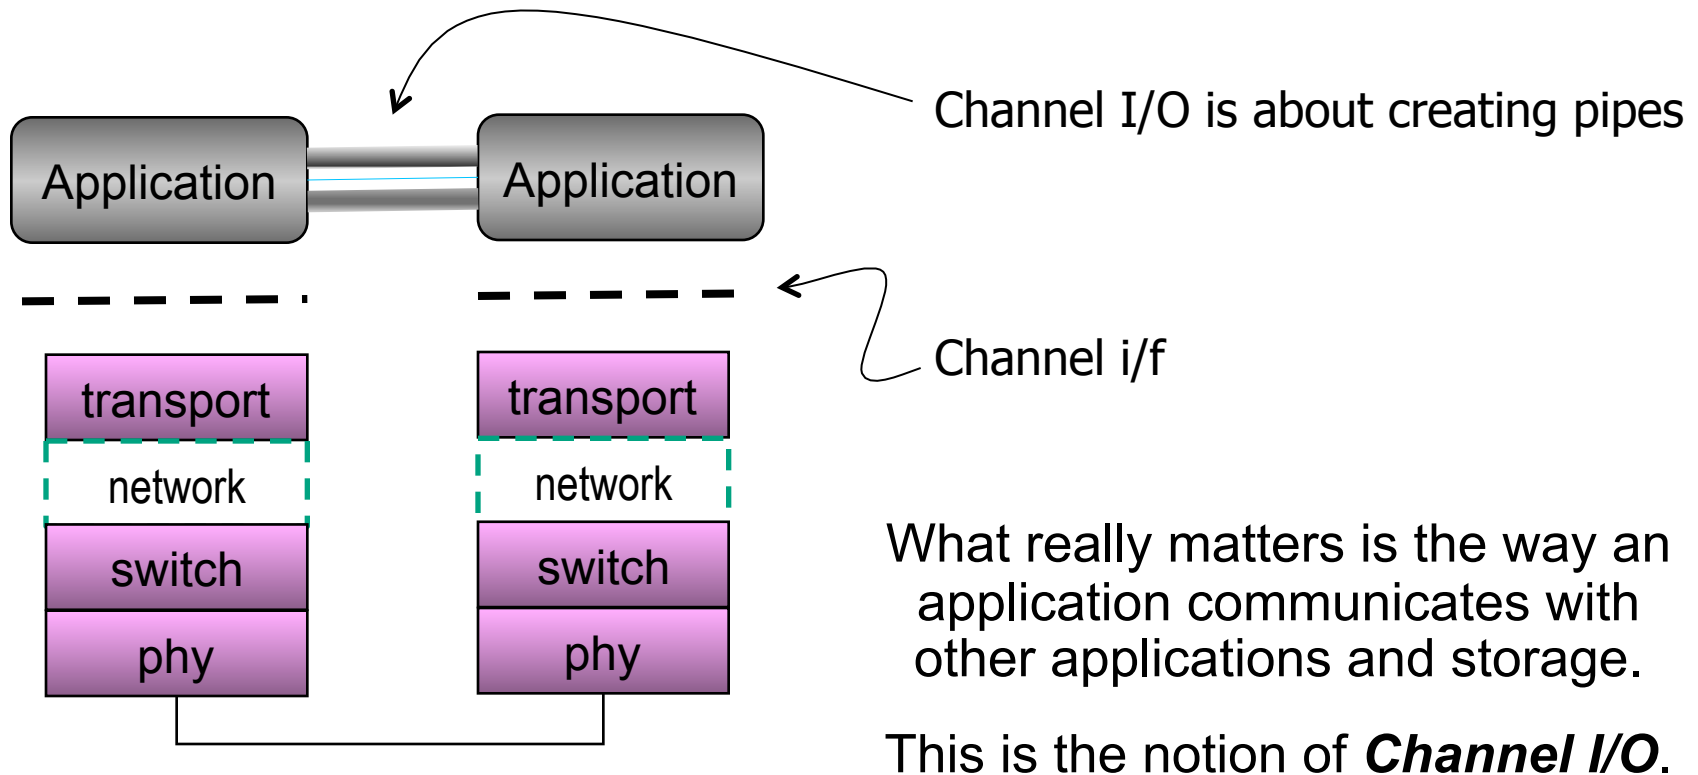 Channel I/O is about creating pipes
Application
Application
Channel i/f
transport
transport
network
network
switch
switch
phy
phy
What really matters is the way an
application communicates with
other applications and storage.
This is the notion of Channel I/O.